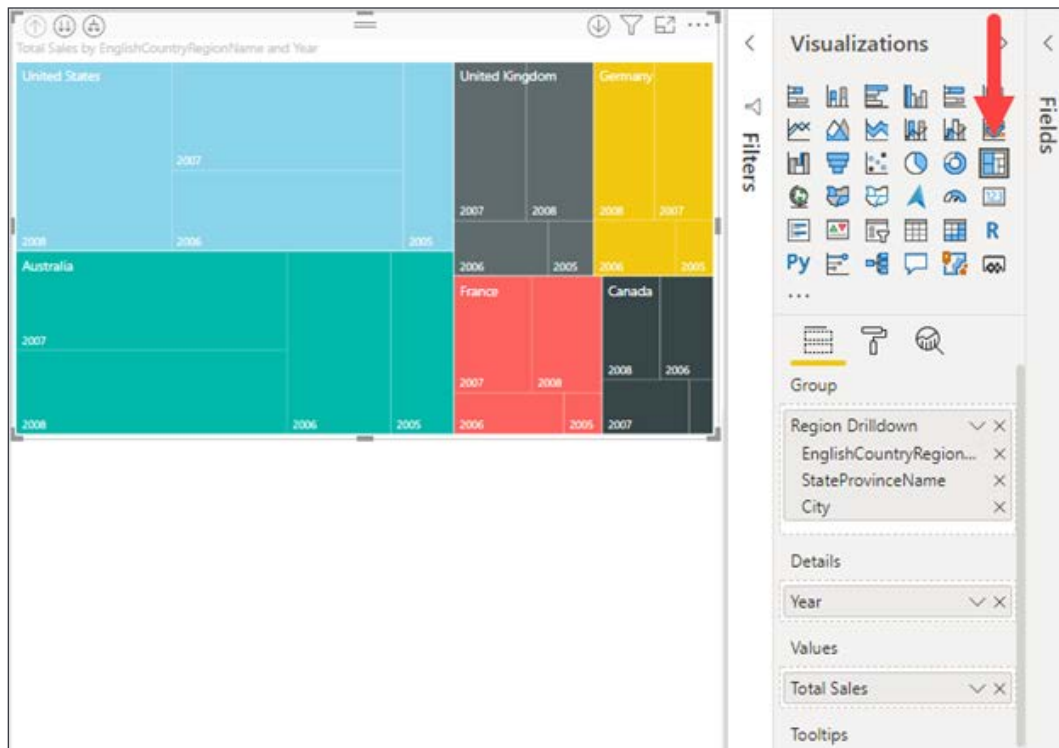 Total Sales by EnglishCountryRegionName and Year
United States
2008
2007
2006
2005
Australia
2007
2008
2006
2005
United Kingdom
2007
2008
2006
2005
Germany
2008
2007
2006
2005
France
2007
2008
2006
2005
Canada
2008
2006
2007
Filters
Visualizations
Fields
123
R
Py
...
Group
Region Drilldown
EnglishCountryRegion...
StateProvinceName
City
Details
Year
Values
Total Sales
Tooltips